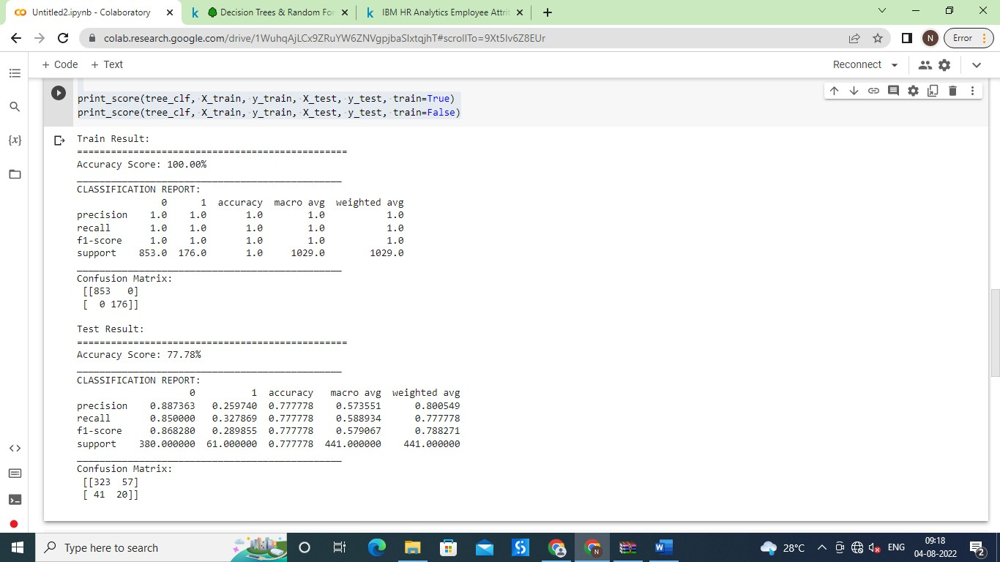 Untitled2.ipynb - Colaboratory
Decision Trees & Random For
IBM HR Analytics Employee Attri
colab.research.google.com/drive/1WuhqAjLCx9ZRuYW6ZNVgpjbaSIxtqjhT#scrollTo=9Xt5lv6Z8EUr
N
Error
+ Code + Text
Reconnect
print_score(tree_clf, X_train, y_train, X_test, y_test, train=True)
print_score(tree_clf, X_train, y_train, X_test, y_test, train=False)
Train Result:
================================================
Accuracy Score: 100.00%
_______________________________________________
CLASSIFICATION REPORT:
0 1 accuracy macro avg weighted avg
precision 1.0 1.0 1.0 1.0 1.0
recall 1.0 1.0 1.0 1.0 1.0
f1-score 1.0 1.0 1.0 1.0 1.0
support 853.0 176.0 1.0 1029.0 1029.0
_______________________________________________
Confusion Matrix:
[[853 0]
[ 0 176]]
Test Result:
================================================
Accuracy Score: 77.78%
_______________________________________________
CLASSIFICATION REPORT:
0 1 accuracy macro avg weighted avg
precision 0.887363 0.259740 0.777778 0.573551 0.800549
recall 0.850000 0.327869 0.777778 0.588934 0.777778
f1-score 0.868280 0.289855 0.777778 0.579067 0.788271
support 380.000000 61.000000 0.777778 441.000000 441.000000
_______________________________________________
Confusion Matrix:
[[323 57]
[ 41 20]]
Type here to search
28°C
ENG
09:18
04-08-2022
2